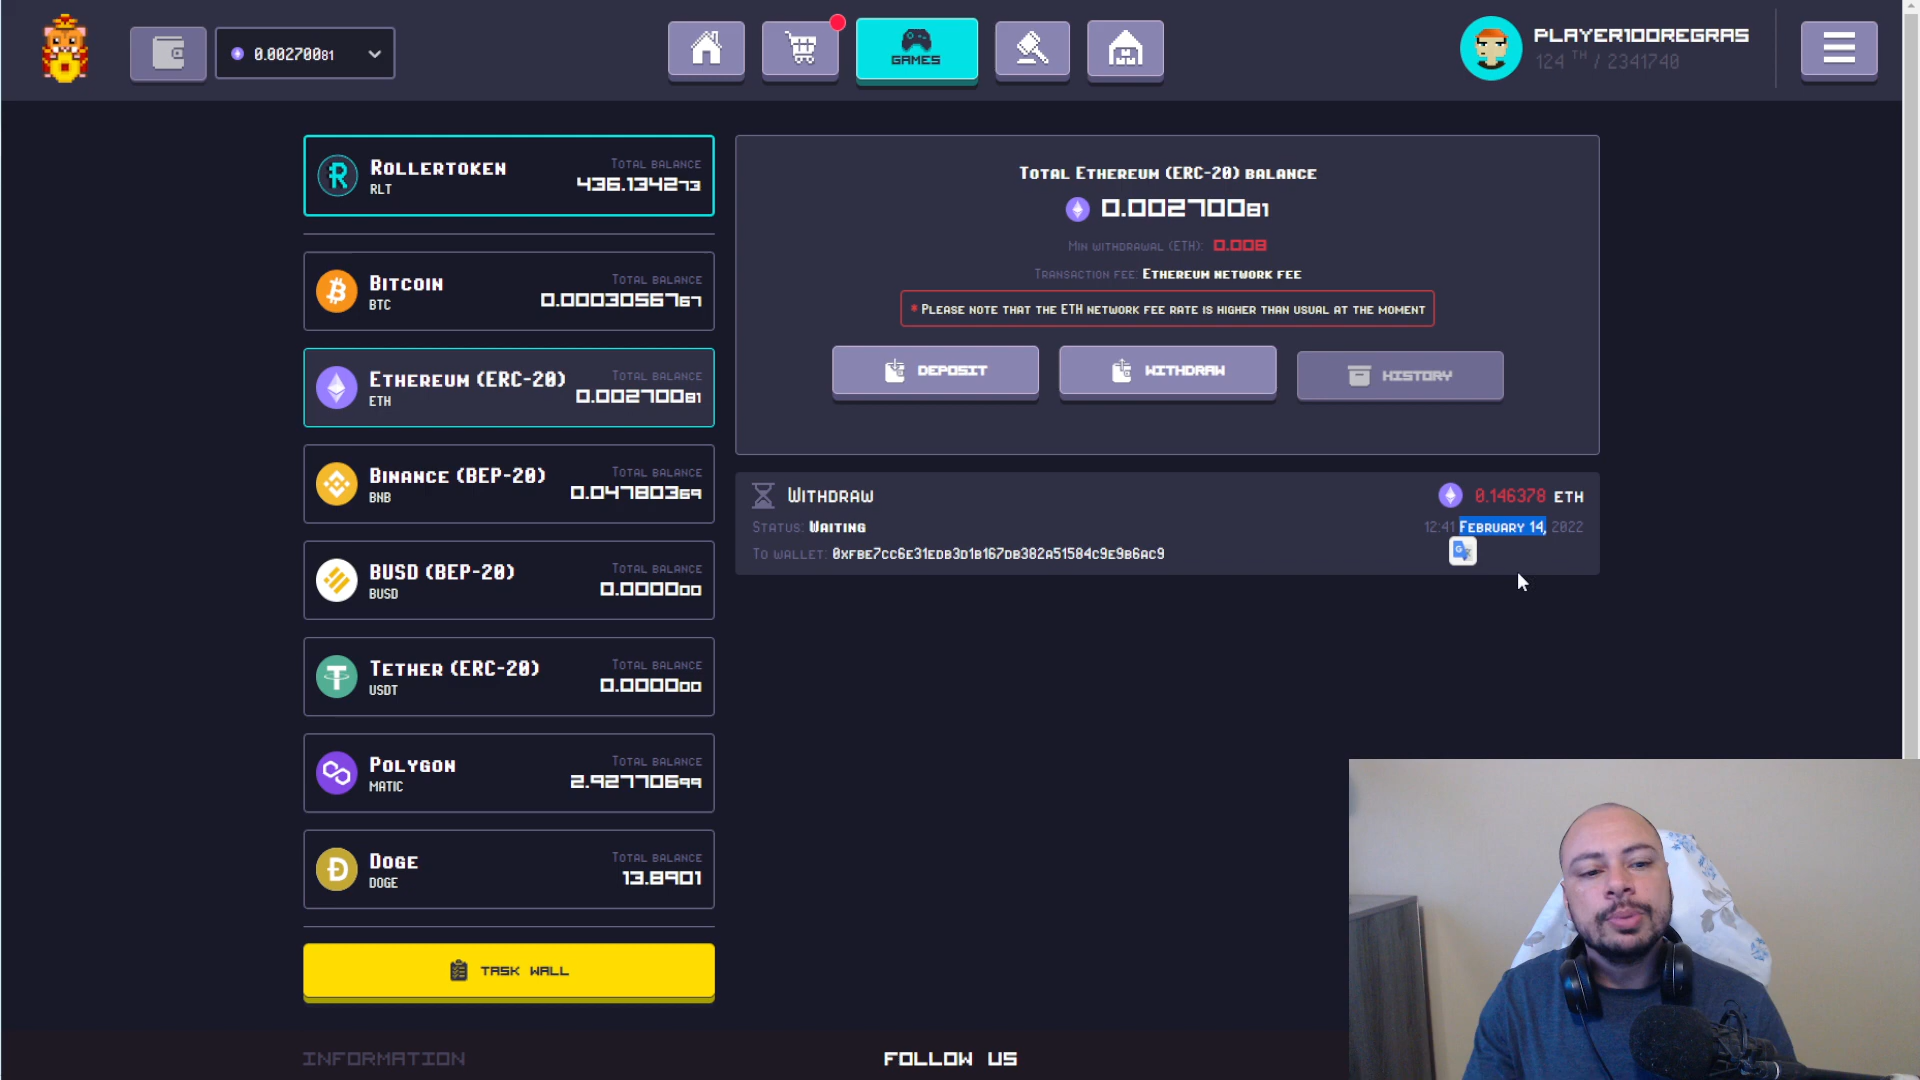 0.00270081
GAMES
PLAYER1DOREGRAS
124 TH / 2341740
ROLLERTOKEN
RLT
TOTAL BALANCE
436.134273
BITCOIN
BTC
TOTAL BALANCE
0.0003056767
ETHEREUM (ERC-20)
ETH
TOTAL BALANCE
0.00270081
BINANCE (BEP-20)
BNB
TOTAL BALANCE
0.04780369
BUSD (BEP-20)
BUSD
TOTAL BALANCE
0.000000
TETHER (ERC-20)
USDT
TOTAL BALANCE
0.000000
POLYGON
MATIC
TOTAL BALANCE
2.92770699
DOGE
DOGE
TOTAL BALANCE
13.8901
TASK WALL
TOTAL ETHEREUM (ERC-20) BALANCE
0.00270081
MIN WITHDRAWAL (ETH): 0.008
TRANSACTION FEE: ETHEREUM NETWORK FEE
* PLEASE NOTE THAT THE ETH NETWORK FEE RATE IS HIGHER THAN USUAL AT THE MOMENT
DEPOSIT
WITHDRAW
HISTORY
WITHDRAW
0.146378 ETH
STATUS: WAITING
12:41 FEBRUARY 14, 2022
TO WALLET: 0XFBE7CC6E31EDB3D1B167DB382A51584C9E9B6AC9
INFORMATION
FOLLOW US